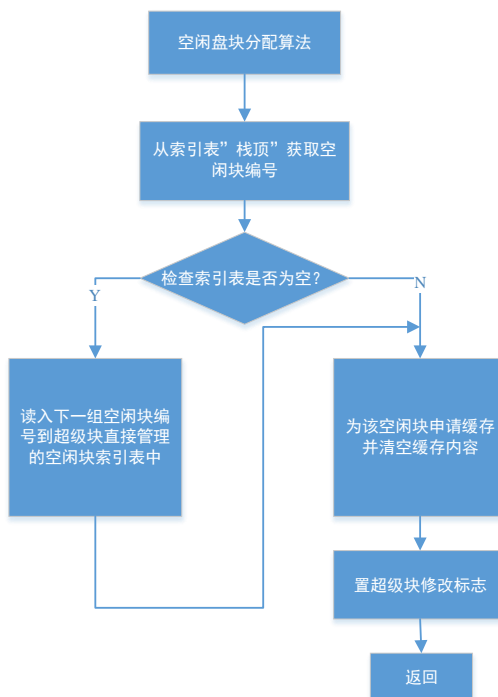 空闲盘块分配算法
从索引表”栈顶”获取空
闲块编号
检查索引表是否为空？
Y
N
读入下一组空闲块编
号到超级块直接管理
的空闲块索引表中
为该空闲块申请缓存
并清空缓存内容
置超级块修改标志
返回